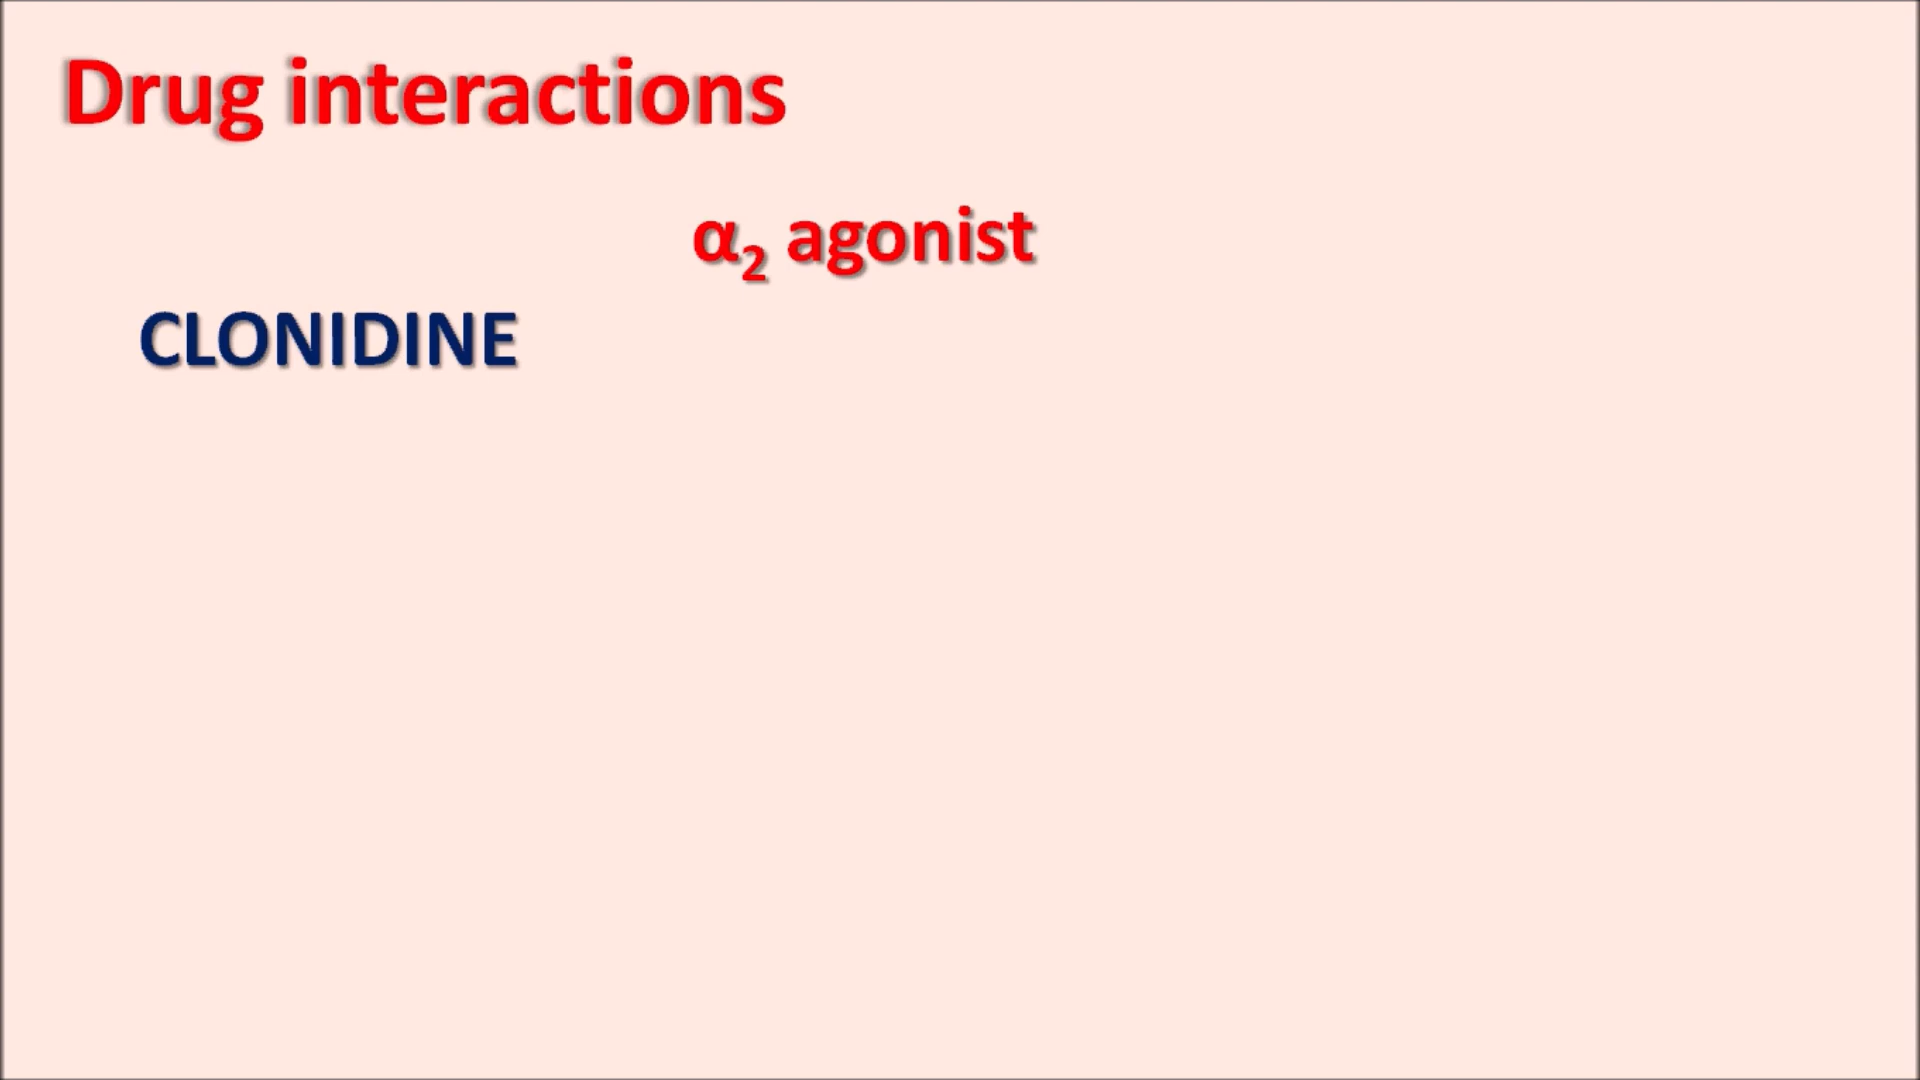 Drug interactions
α₂ agonist
CLONIDINE